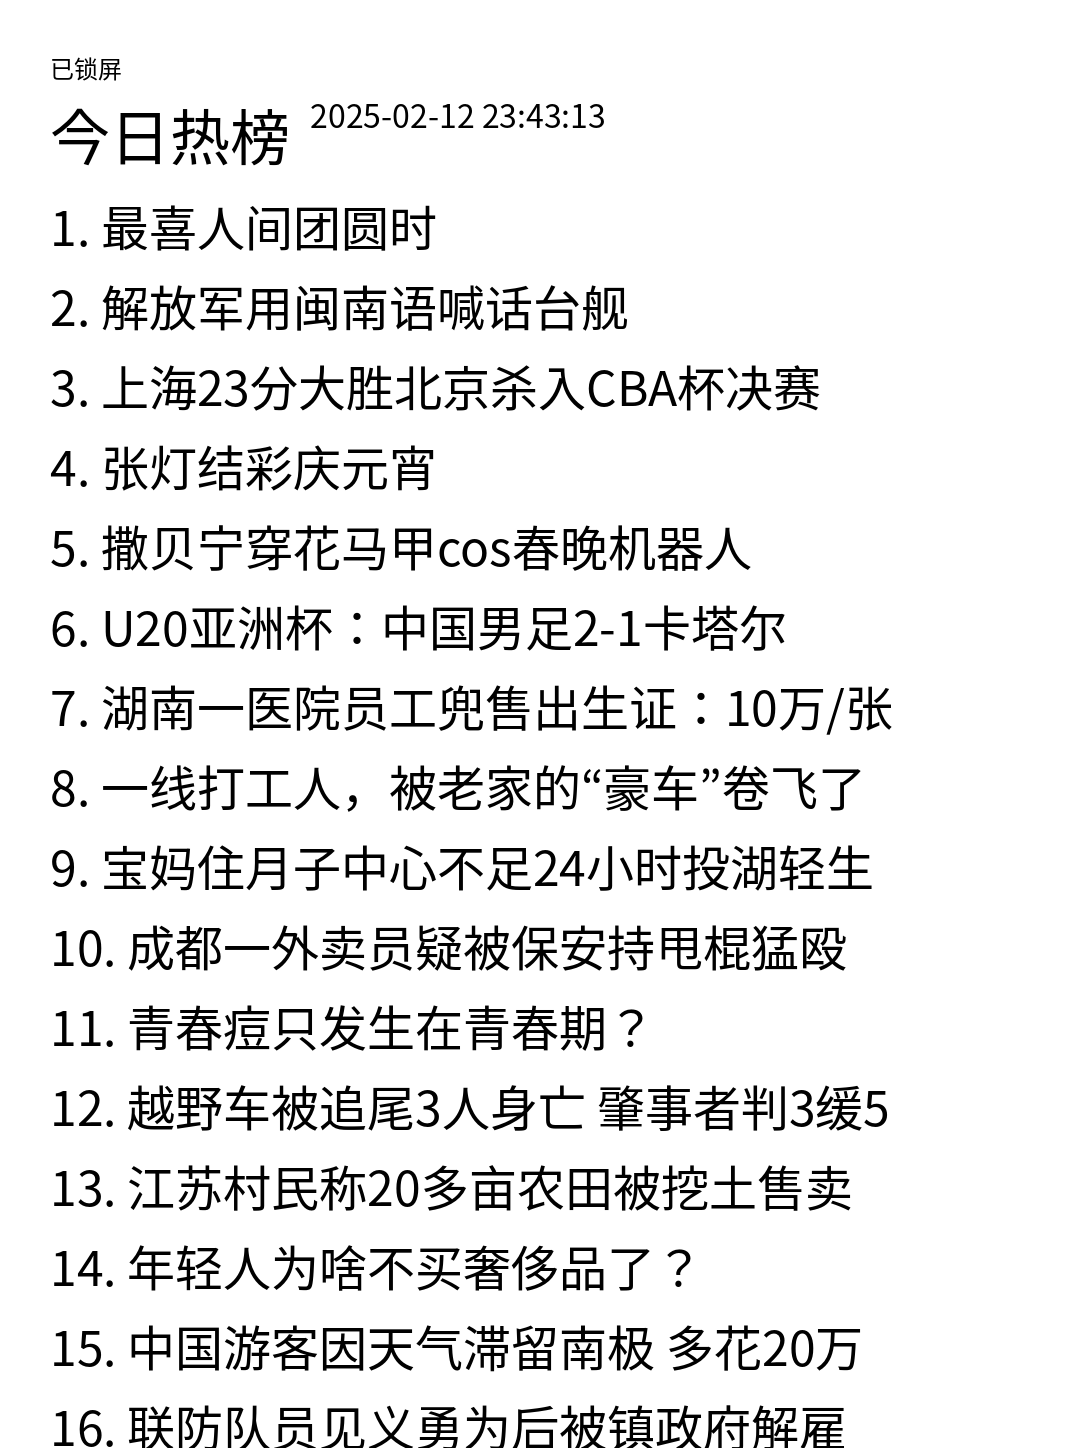 已锁屏
今日热榜 2025-02-12 23:43:13
1. 最喜人间团圆时
2. 解放军用闽南语喊话台舰
3. 上海23分大胜北京杀入CBA杯决赛
4. 张灯结彩庆元宵
5. 撒贝宁穿花马甲cos春晚机器人
6. U20亚洲杯：中国男足2-1卡塔尔
7. 湖南一医院员工兜售出生证：10万/张
8. 一线打工人，被老家的“豪车”卷飞了
9. 宝妈住月子中心不足24小时投湖轻生
10. 成都一外卖员疑被保安持甩棍猛殴
11. 青春痘只发生在青春期？
12. 越野车被追尾3人身亡 肇事者判3缓5
13. 江苏村民称20多亩农田被挖土售卖
14. 年轻人为啥不买奢侈品了？
15. 中国游客因天气滞留南极 多花20万
16. 联防队员见义勇为后被镇政府解雇